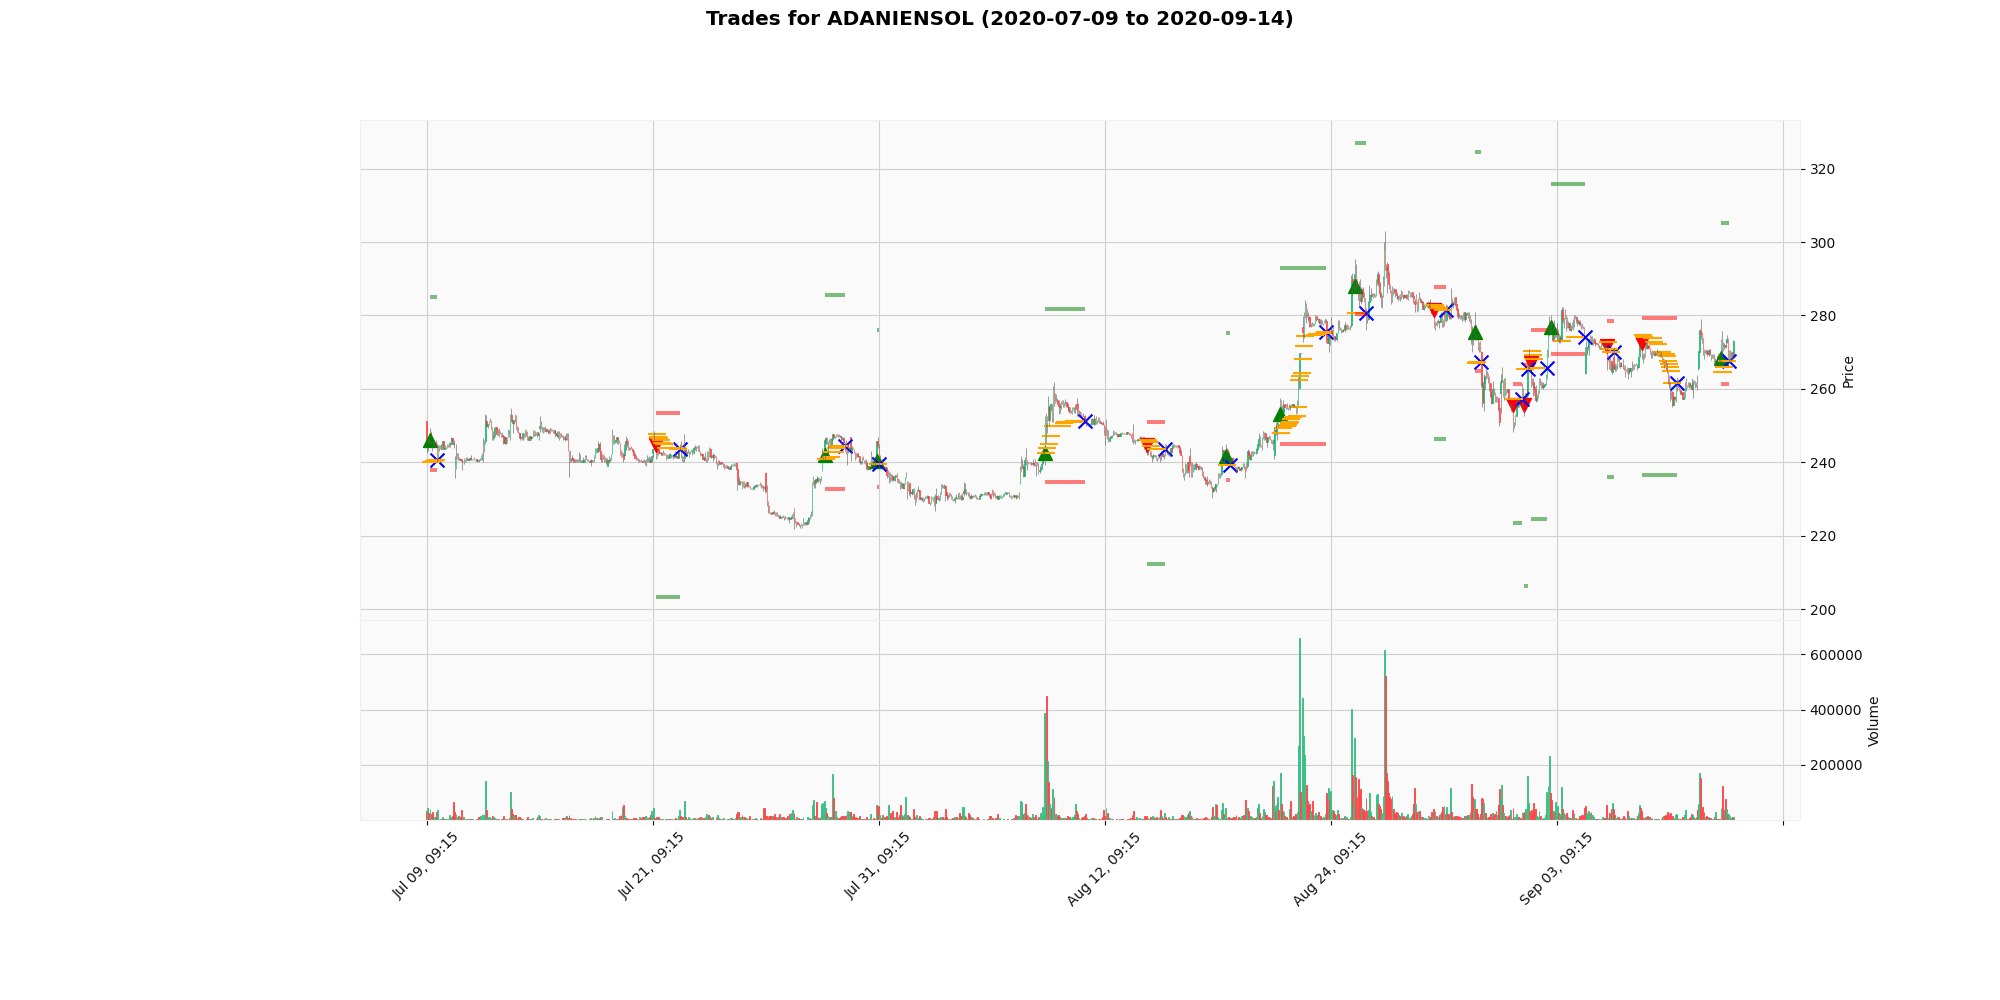 Trades for ADANIENSOL (2020-07-09 to 2020-09-14)
320
300
280
260
240
220
200
Price
600000
400000
200000
Volume
Jul 09, 09:15
Jul 21, 09:15
Jul 31, 09:15
Aug 12, 09:15
Aug 24, 09:15
Sep 03, 09:15